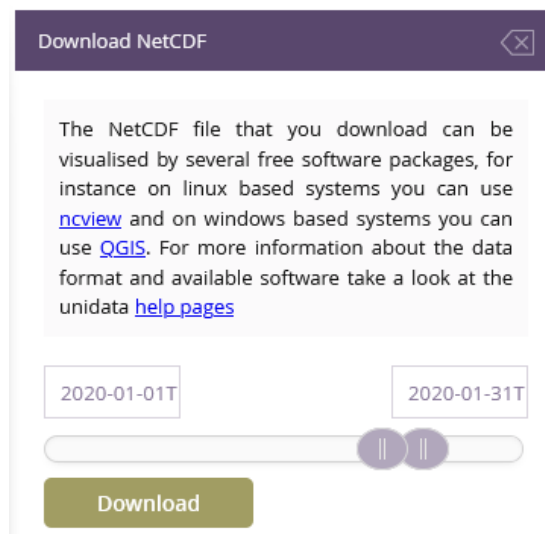 Download NetCDF
The NetCDF file that you download can be
visualised by several free software packages, for
instance on linux based systems you can use
ncview and on windows based systems you can
use QGIS. For more information about the data
format and available software take a look at the
unidata help pages
2020-01-01T 2020-01-31T
Download